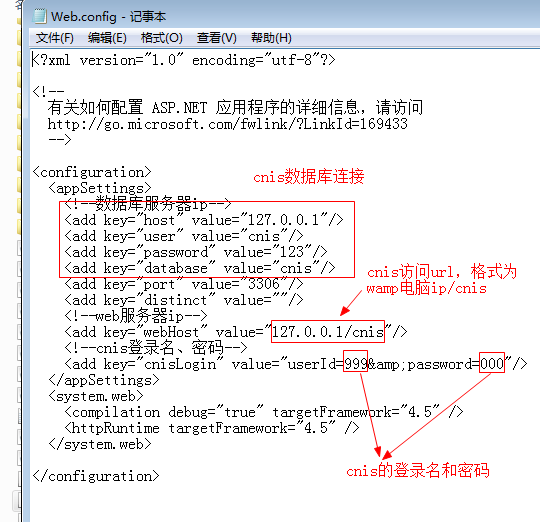 Web.config - 记事本
文件(F) 编辑(E) 格式(O) 查看(V) 帮助(H)
<?xml version="1.0" encoding="utf-8"?>
<!--
有关如何配置 ASP.NET 应用程序的详细信息，请访问
http://go.microsoft.com/fwlink/?LinkId=169433
-->
<configuration>
cnis数据库连接
<appSettings>
<!--数据库服务器ip-->
<add key="host" value="127.0.0.1"/>
<add key="user" value="cnis"/>
<add key="password" value="123"/>
<add key="database" value="cnis"/>
cnis访问url，格式为
wamp电脑ip/cnis
<add key="port" value="3306"/>
<add key="distinct" value=""/>
<!--web服务器ip-->
<add key="webHost" value="127.0.0.1/cnis"/>
<!--cnis登录名、密码-->
<add key="cnisLogin" value="userId=999&amp;password=000"/>
</appSettings>
<system.web>
<compilation debug="true" targetFramework="4.5" />
<httpRuntime targetFramework="4.5" />
</system.web>
cnis的登录名和密码
</configuration>